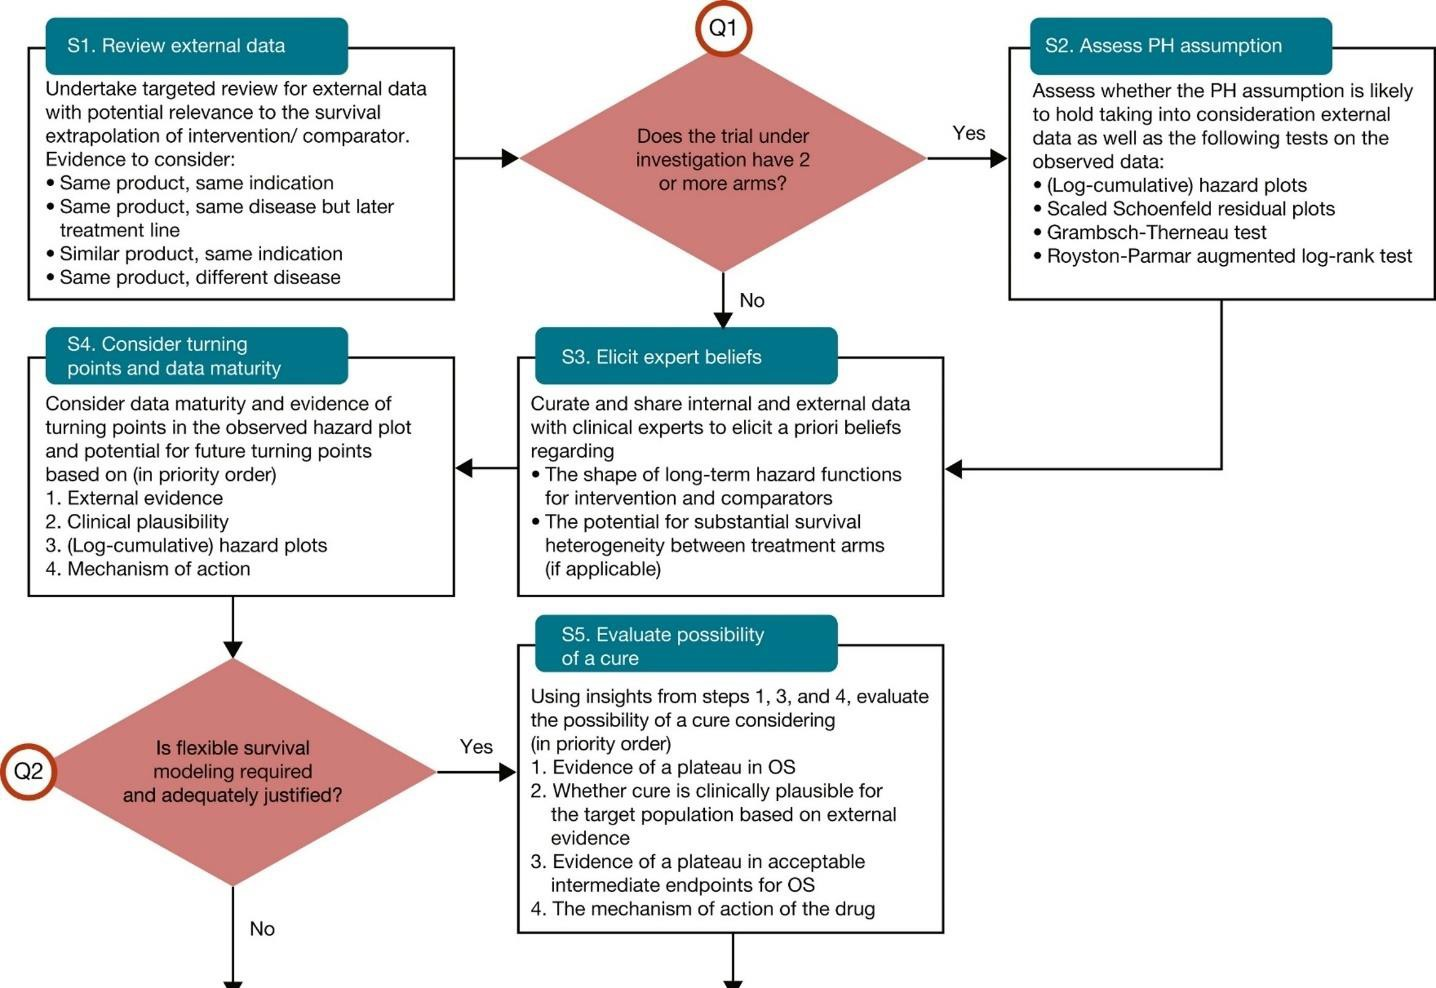 S1. Review external data
Undertake targeted review for external data
with potential relevance to the survival
extrapolation of intervention/ comparator.
Evidence to consider:
• Same product, same indication
• Same product, same disease but later
treatment line
• Similar product, same indication
• Same product, different disease
Q1
Does the trial under
investigation have 2
or more arms?
Yes
No
S2. Assess PH assumption
Assess whether the PH assumption is likely
to hold taking into consideration external
data as well as the following tests on the
observed data:
• (Log-cumulative) hazard plots
• Scaled Schoenfeld residual plots
• Grambsch-Therneau test
• Royston-Parmar augmented log-rank test
S3. Elicit expert beliefs
Curate and share internal and external data
with clinical experts to elicit a priori beliefs
regarding
• The shape of long-term hazard functions
for intervention and comparators
• The potential for substantial survival
heterogeneity between treatment arms
(if applicable)
S4. Consider turning
points and data maturity
Consider data maturity and evidence of
turning points in the observed hazard plot
and potential for future turning points
based on (in priority order)
1. External evidence
2. Clinical plausibility
3. (Log-cumulative) hazard plots
4. Mechanism of action
Q2
Is flexible survival
modeling required
and adequately justified?
Yes
No
S5. Evaluate possibility
of a cure
Using insights from steps 1, 3, and 4, evaluate
the possibility of a cure considering
(in priority order)
1. Evidence of a plateau in OS
2. Whether cure is clinically plausible for
the target population based on external
evidence
3. Evidence of a plateau in acceptable
intermediate endpoints for OS
4. The mechanism of action of the drug